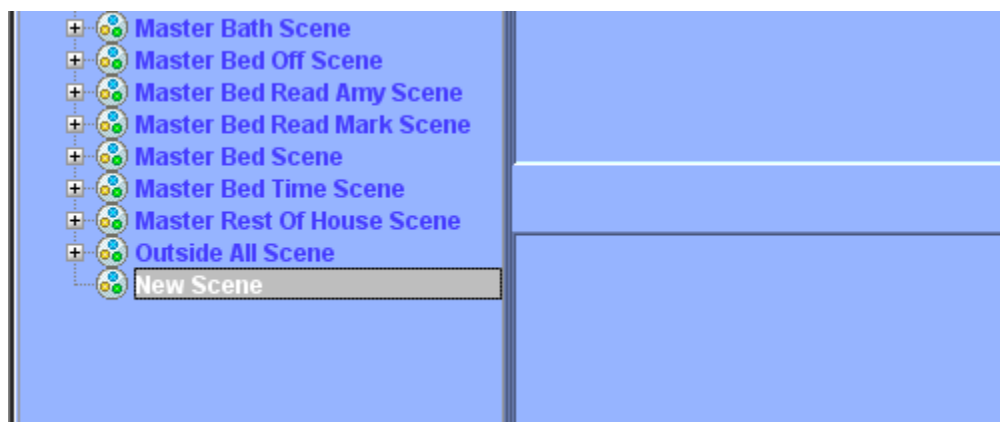 Master Bath Scene
Master Bed Off Scene
Master Bed Read Amy Scene
Master Bed Read Mark Scene
Master Bed Scene
Master Bed Time Scene
Master Rest Of House Scene
Outside All Scene
New Scene